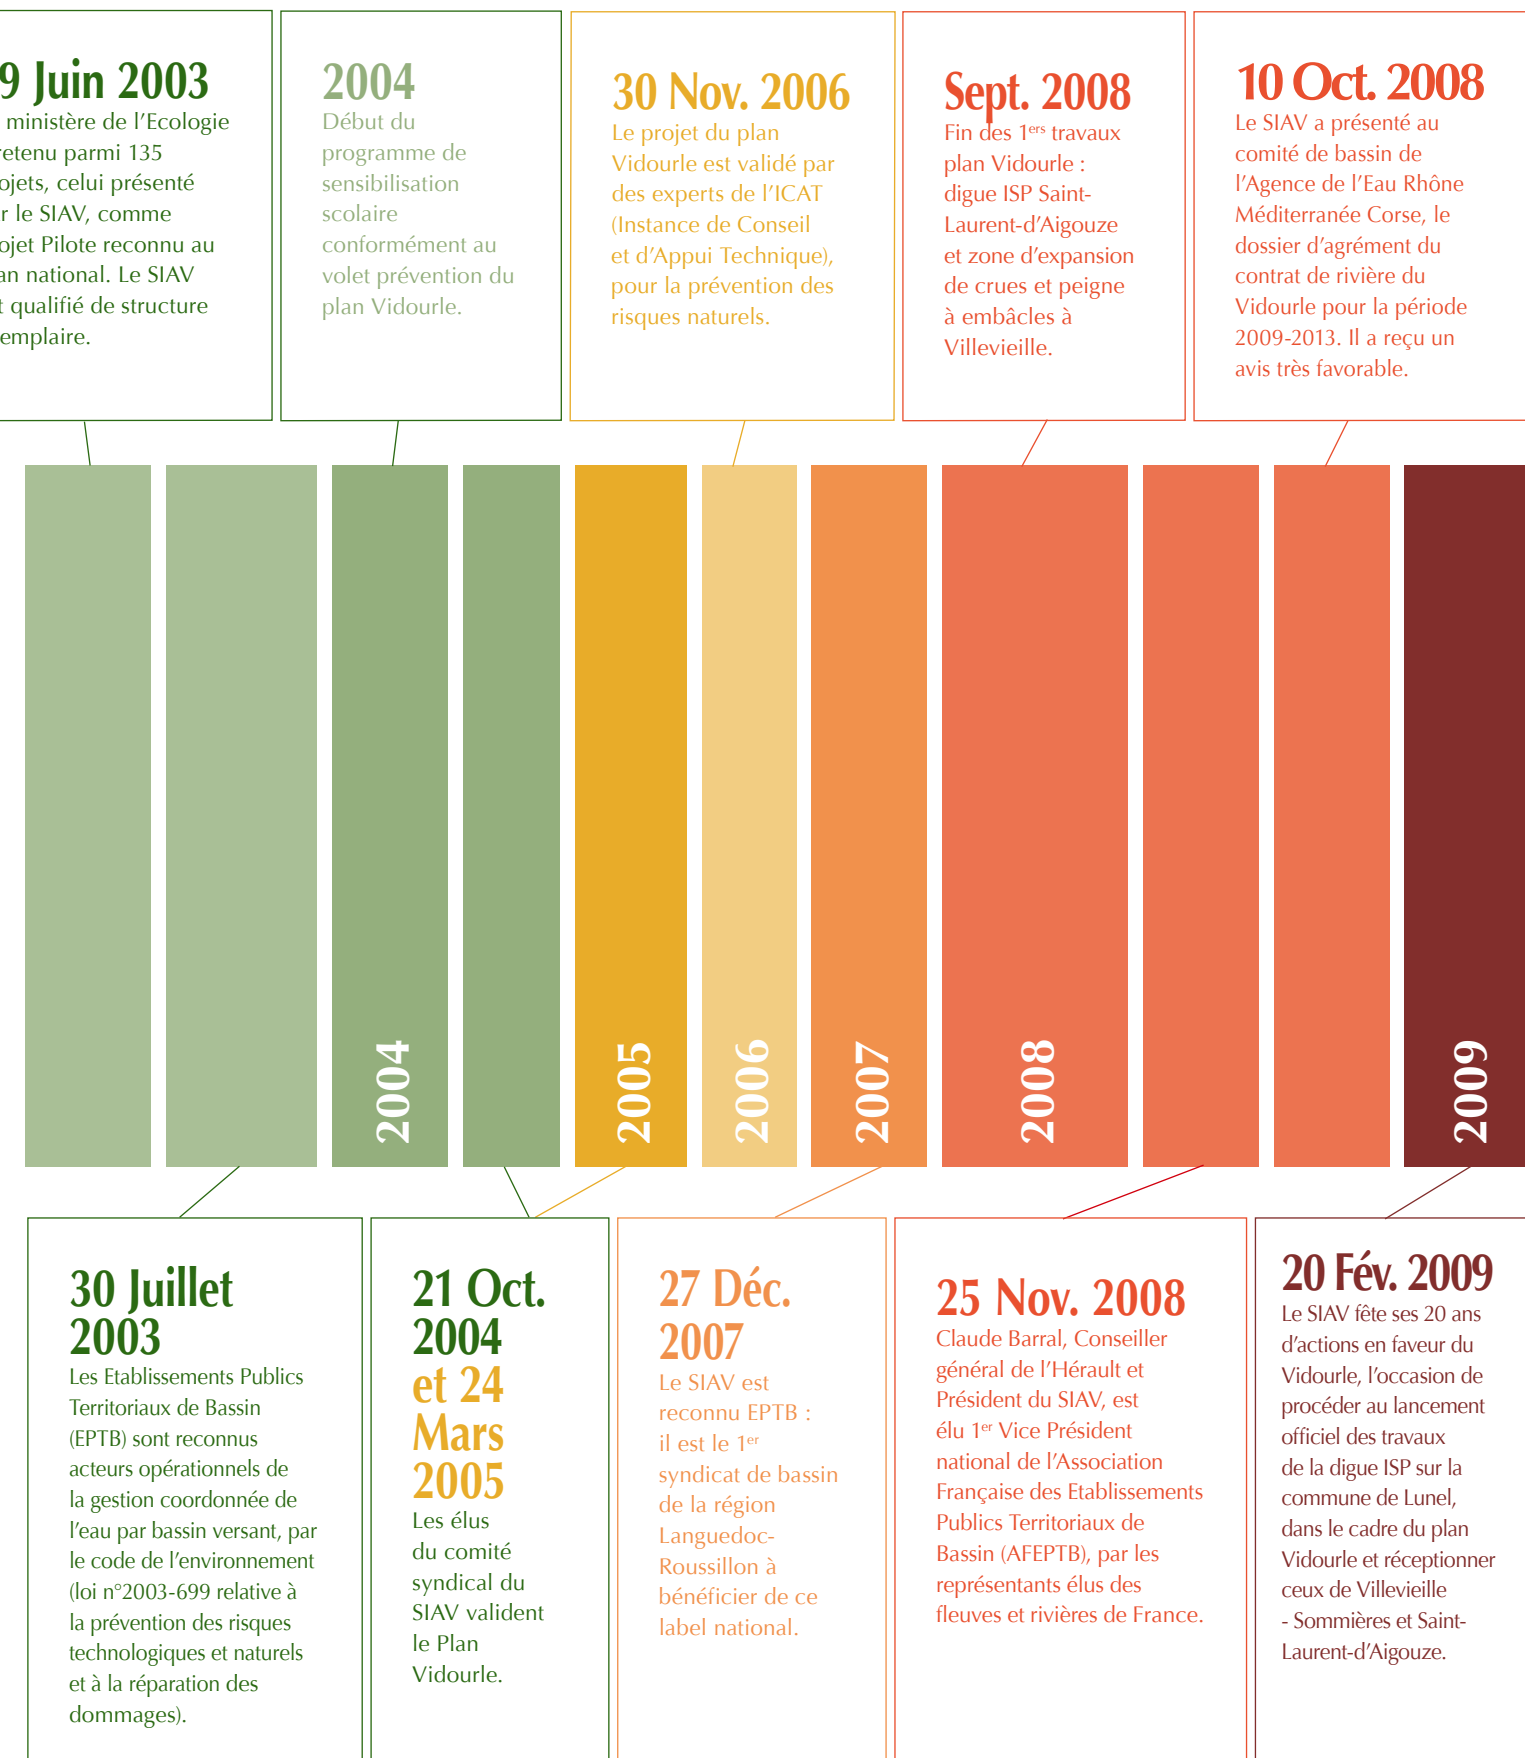 9 Juin 2003
ministère de l'Ecologie
retenu parmi 135
ojets, celui présenté
r le SIAV, comme
ojet Pilote reconnu au
an national. Le SIAV
t qualifié de structure
emplaire.
2004
Début du
programme de
sensibilisation
scolaire
conformément au
volet prévention du
plan Vidourle.
30 Nov. 2006
Le projet du plan
Vidourle est validé par
des experts de l'ICAT
(Instance de Conseil
et d'Appui Technique),
pour la prévention des
risques naturels.
Sept. 2008
Fin des 1ers travaux
plan Vidourle :
digue ISP Saint-
Laurent-d'Aigouze
et zone d'expansion
de crues et peigne
à embâcles à
Villevieille.
10 Oct. 2008
Le SIAV a présenté au
comité de bassin de
l'Agence de l'Eau Rhône
Méditerranée Corse, le
dossier d'agrément du
contrat de rivière du
Vidourle pour la période
2009-2013. Il a reçu un
avis très favorable.
2004
2005
2006
2007
2008
2009
30 Juillet
2003
Les Etablissements Publics
Territoriaux de Bassin
(EPTB) sont reconnus
acteurs opérationnels de
la gestion coordonnée de
l'eau par bassin versant, par
le code de l'environnement
(loi n°2003-699 relative à
la prévention des risques
technologiques et naturels
et à la réparation des
dommages).
21 Oct.
2004
et 24
Mars
2005
Les élus
du comité
syndical du
SIAV valident
le Plan
Vidourle.
27 Déc.
2007
Le SIAV est
reconnu EPTB :
il est le 1er
syndicat de bassin
de la région
Languedoc-
Roussillon à
bénéficier de ce
label national.
25 Nov. 2008
Claude Barral, Conseiller
général de l'Hérault et
Président du SIAV, est
élu 1er Vice Président
national de l'Association
Française des Etablissements
Publics Territoriaux de
Bassin (AFEPTB), par les
représentants élus des
fleuves et rivières de France.
20 Fév. 2009
Le SIAV fête ses 20 ans
d'actions en faveur du
Vidourle, l'occasion de
procéder au lancement
officiel des travaux
de la digue ISP sur la
commune de Lunel,
dans le cadre du plan
Vidourle et réceptionner
ceux de Villevieille
- Sommières et Saint-
Laurent-d'Aigouze.